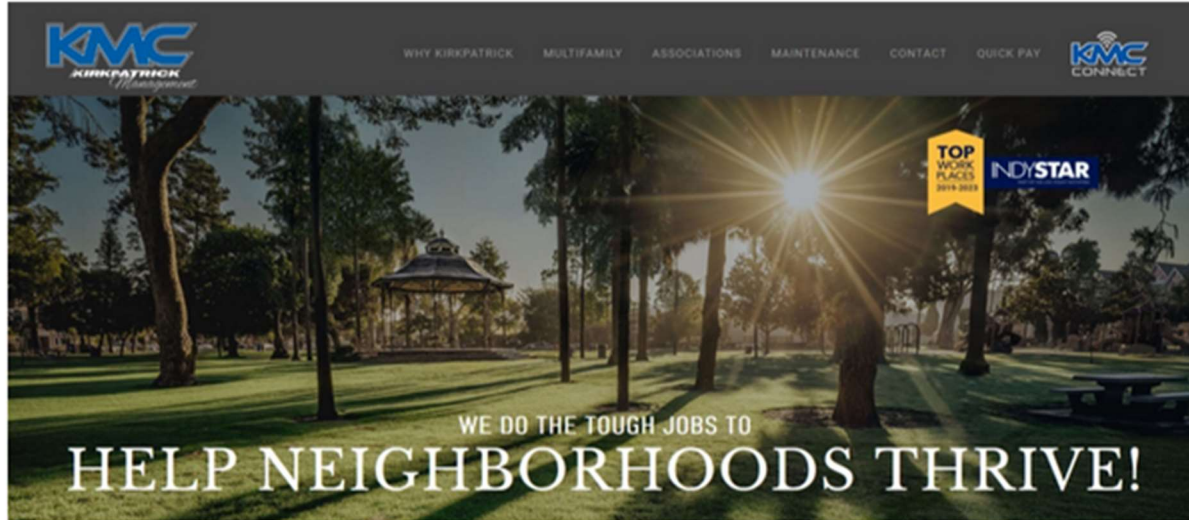 KMC
KIRKPATRICK
Management
WHY KIRKPATRICK
MULTIFAMILY
ASSOCIATIONS
MAINTENANCE
CONTACT
QUICK PAY
KMC
CONNECT
TOP
WORK
PLACES
2019-2023
INDYSTAR
WE DO THE TOUGH JOBS TO
HELP NEIGHBORHOODS THRIVE!